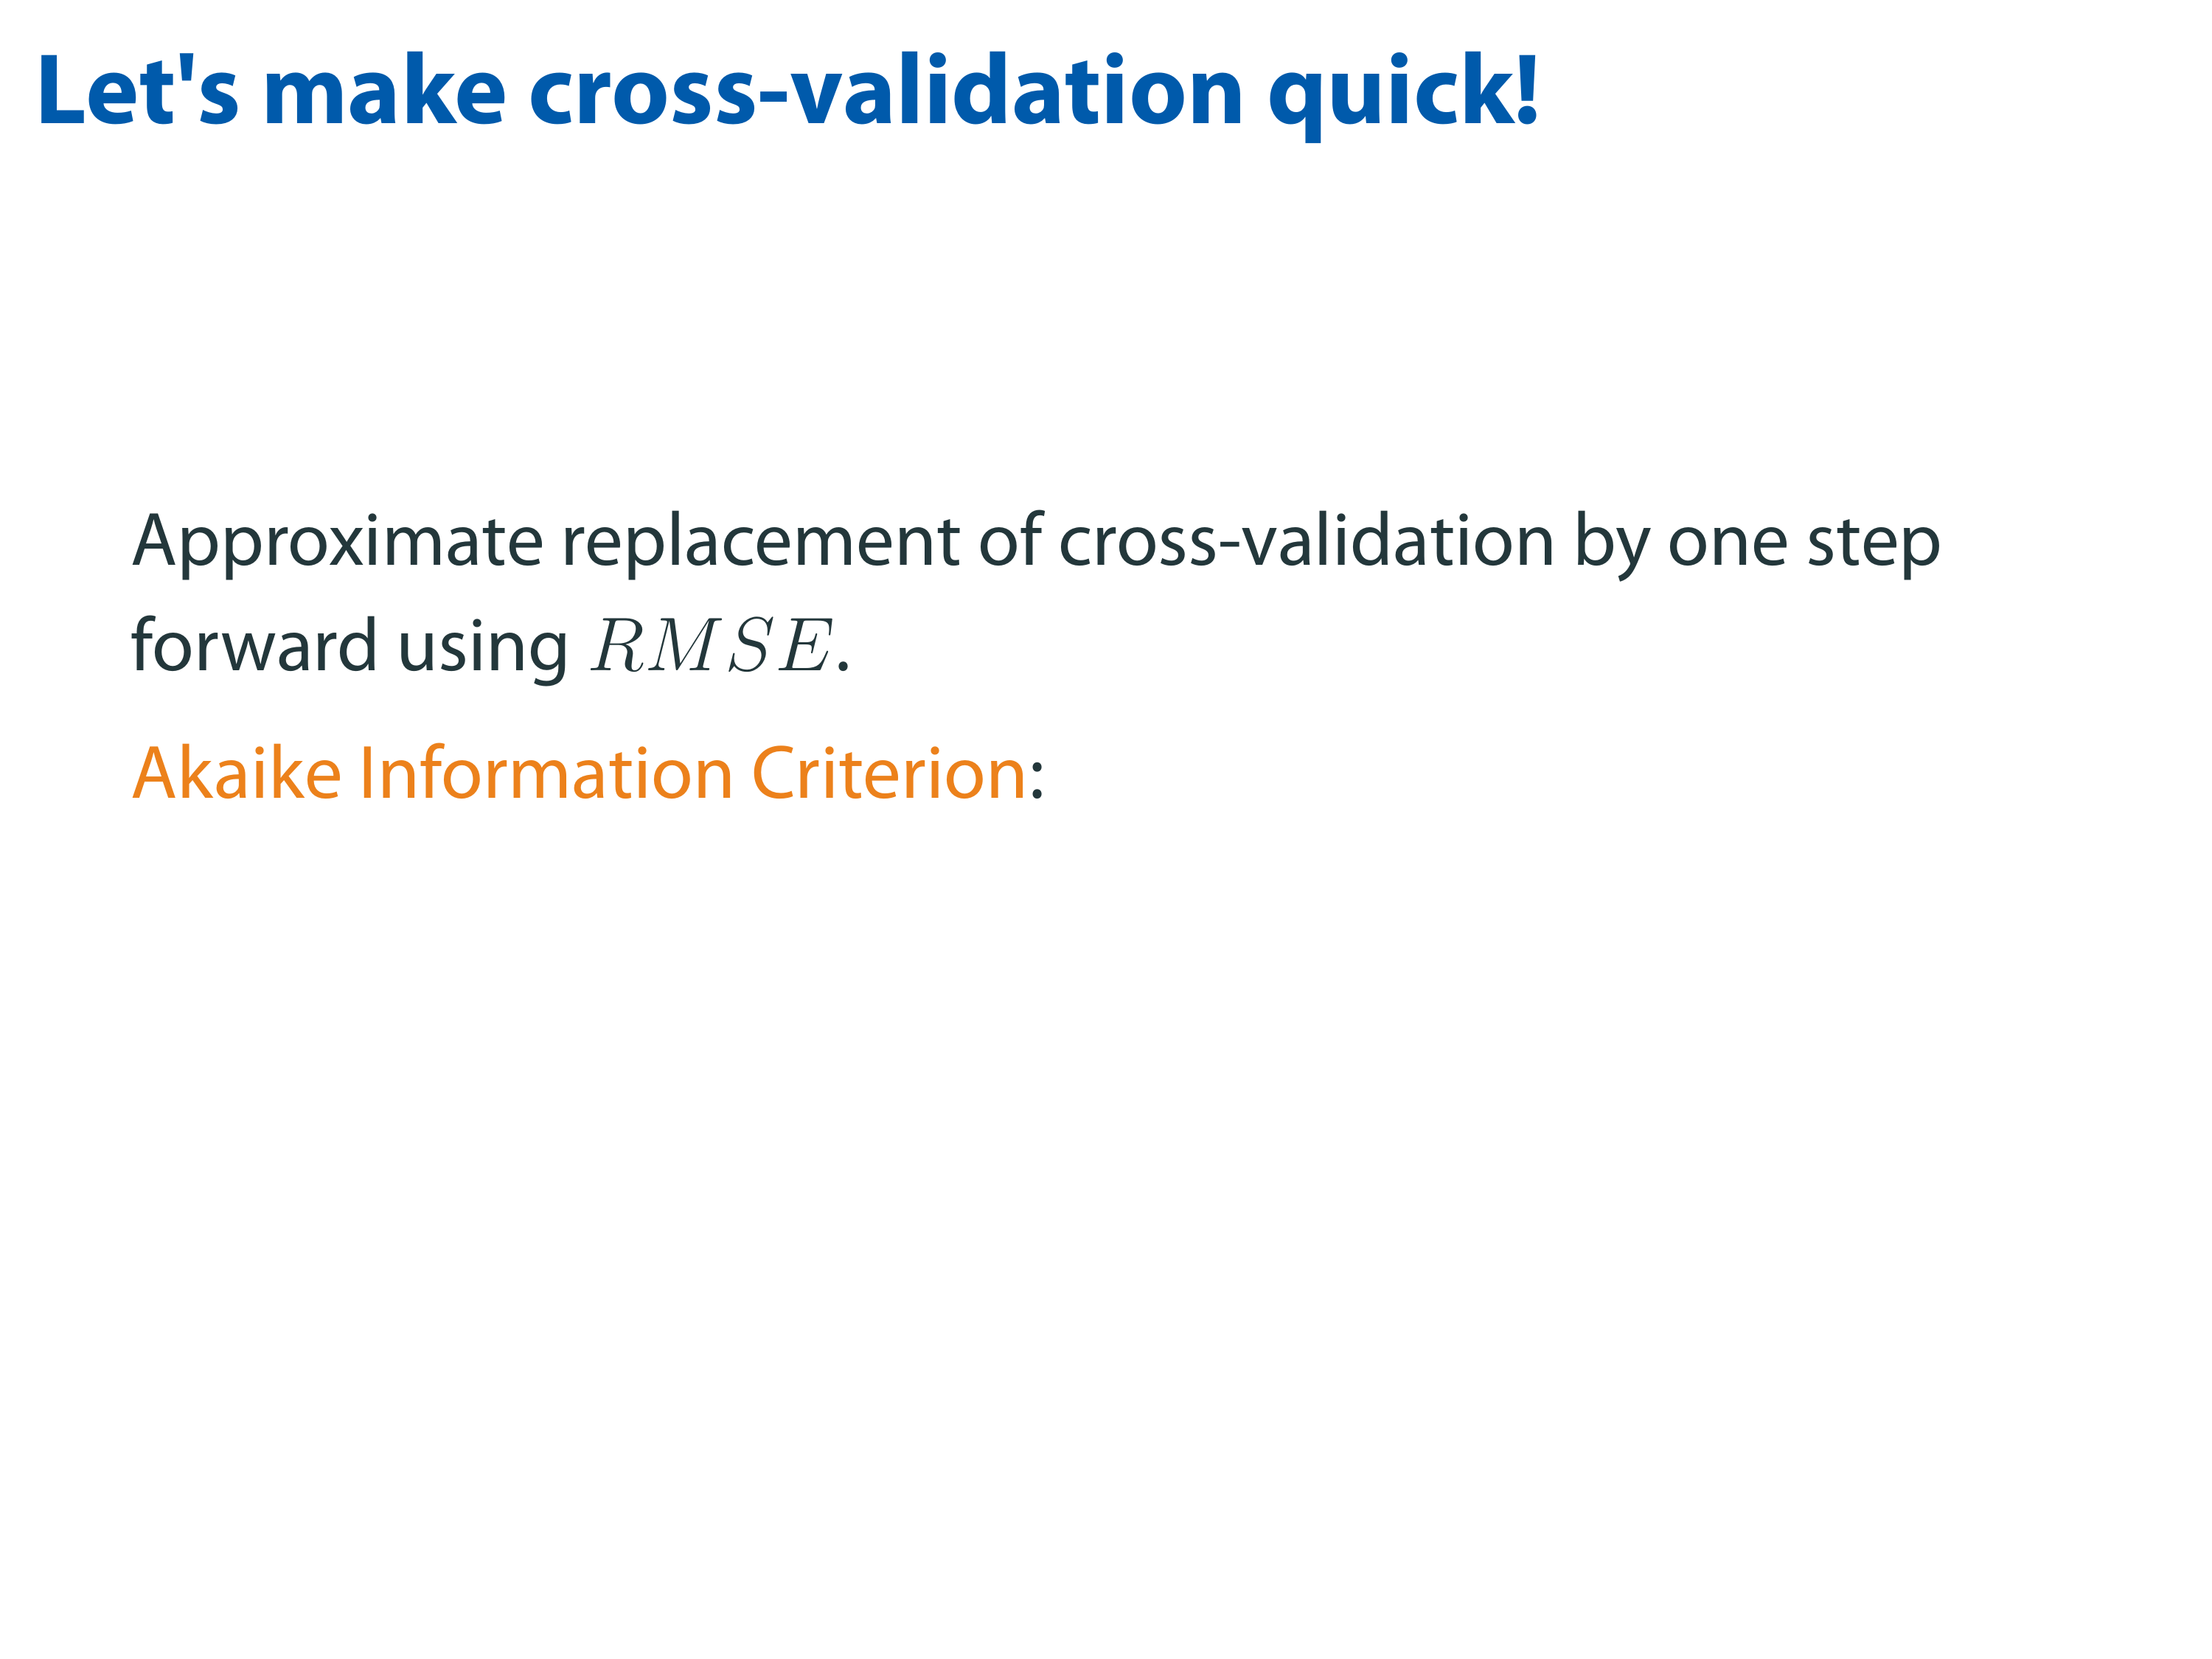 Let's make cross-validation quick!
Approximate replacement of cross-validation by one step
forward using RMSE.
Akaike Information Criterion: